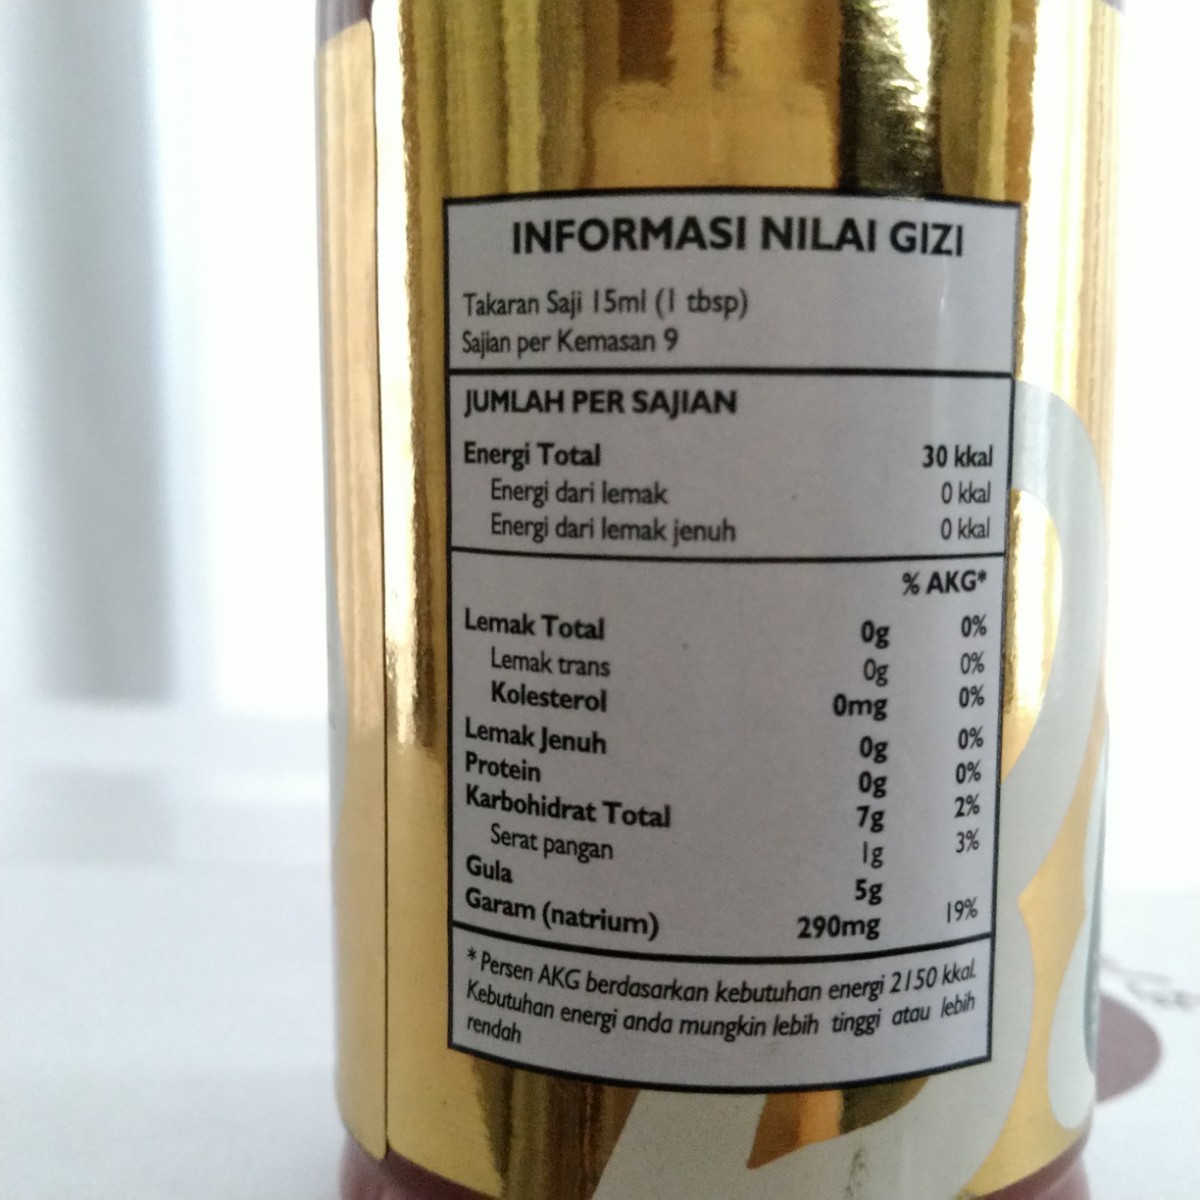 INFORMASI NILAI GIZI
Takaran Saji 15ml (1 tbsp)
Sajian per Kemasan 9
JUMLAH PER SAJIAN
Energi Total 30 kkal
Energi dari lemak 0 kkal
Energi dari lemak jenuh 0 kkal
% AKG*
Lemak Total 0g 0%
Lemak trans 0g 0%
Kolesterol 0mg 0%
Lemak Jenuh 0g 0%
Protein 0g 0%
Karbohidrat Total 7g 2%
Serat pangan 1g 3%
Gula 5g
Garam (natrium) 290mg 19%
* Persen AKG berdasarkan kebutuhan energi 2150 kkal.
Kebutuhan energi anda mungkin lebih tinggi atau lebih
rendah